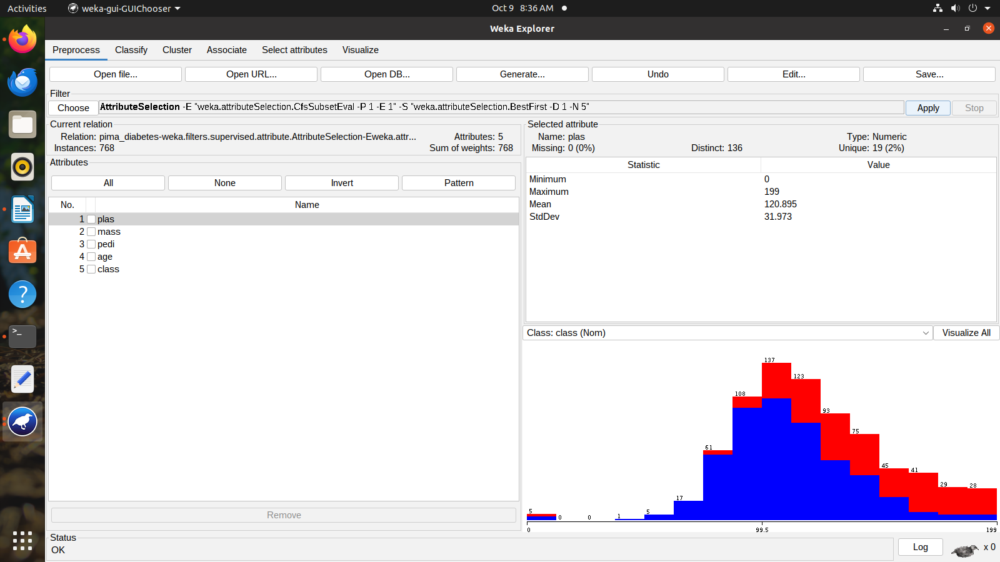 Activities weka-gui-GUIChooser Oct 9 8:36 AM
Weka Explorer
Preprocess Classify Cluster Associate Select attributes Visualize
Open file... Open URL... Open DB... Generate... Undo Edit... Save...
Filter
Choose AttributeSelection -E "weka.attributeSelection.CfsSubsetEval -P 1 -E 1" -S "weka.attributeSelection.BestFirst -D 1 -N 5" Apply Stop
Current relation
Relation: pima_diabetes-weka.filters.supervised.attribute.AttributeSelection-Eweka.attr... Attributes: 5
Instances: 768 Sum of weights: 768
Attributes
All None Invert Pattern
No. Name
1 plas
2 mass
3 pedi
4 age
5 class
Remove
Selected attribute
Name: plas Type: Numeric
Missing: 0 (0%) Distinct: 136 Unique: 19 (2%)
Statistic Value
Minimum 0
Maximum 199
Mean 120.895
StdDev 31.973
Class: class (Nom) Visualize All
5 0 0 1 5 17 61 108 137 123 93 75 45 41 29 28
0 99.5 199
Status
OK
Log x 0
>_
?